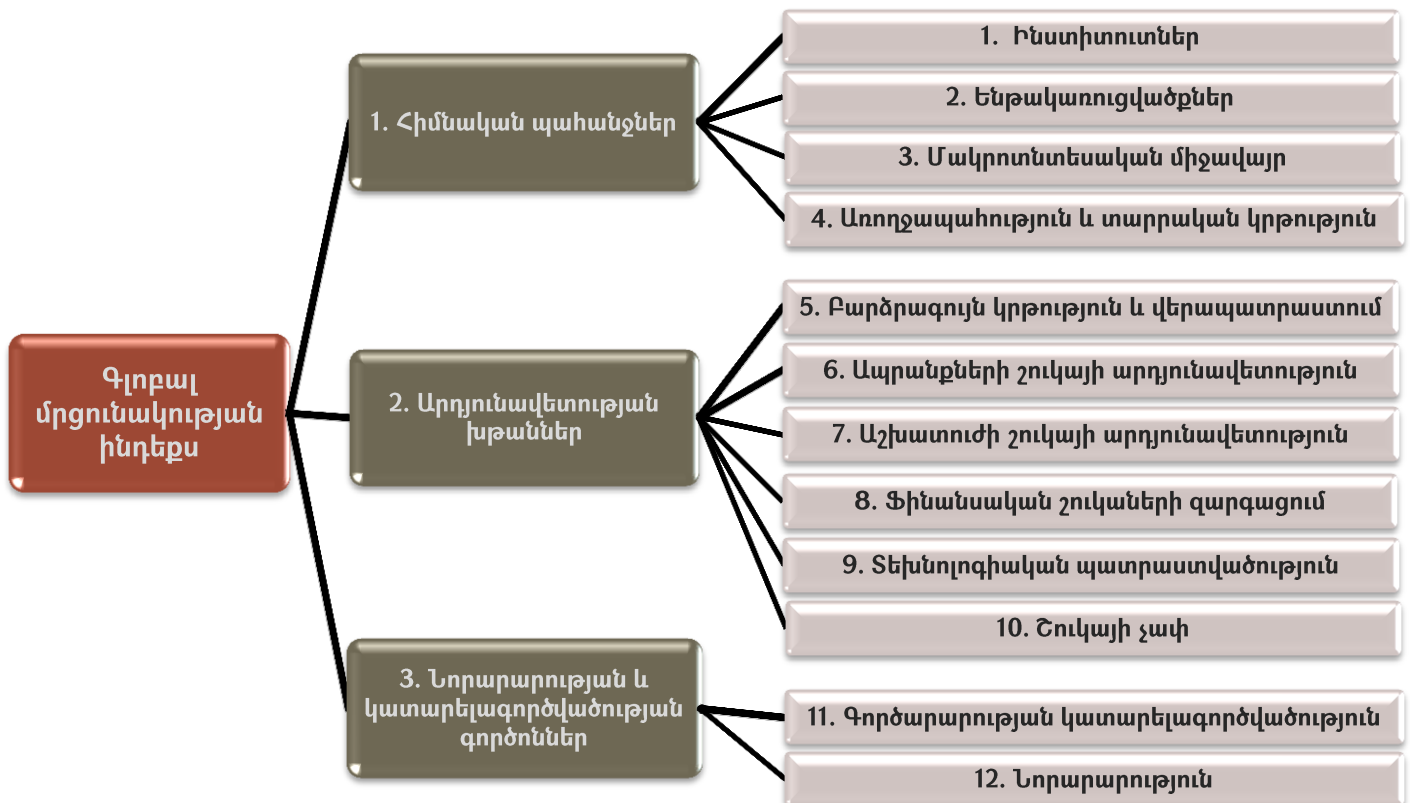 Գլոբալ
մրցունակության
ինդեքս
1. Հիմնական պահանջներ
1. Ինստիտուտներ
2. Ենթակառուցվածքներ
3. Մակրոտնտեսական միջավայր
4. Առողջապահություն և տարրական կրթություն
2. Արդյունավետության
խթաններ
5. Բարձրագույն կրթություն և վերապատրաստում
6. Ապրանքների շուկայի արդյունավետություն
7. Աշխատուժի շուկայի արդյունավետություն
8. Ֆինանսական շուկաների զարգացում
9. Տեխնոլոգիական պատրաստվածություն
10. Շուկայի չափ
3. Նորարարության և
կատարելագործվածության
գործոններ
11. Գործարարության կատարելագործվածություն
12. Նորարարություն